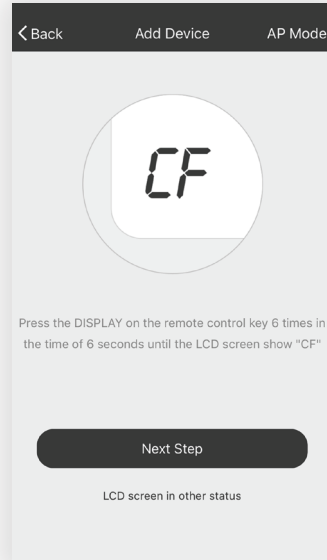 Back Add Device AP Mode
CF
Press the DISPLAY on the remote control key 6 times in
the time of 6 seconds until the LCD screen show "CF"
Next Step
LCD screen in other status